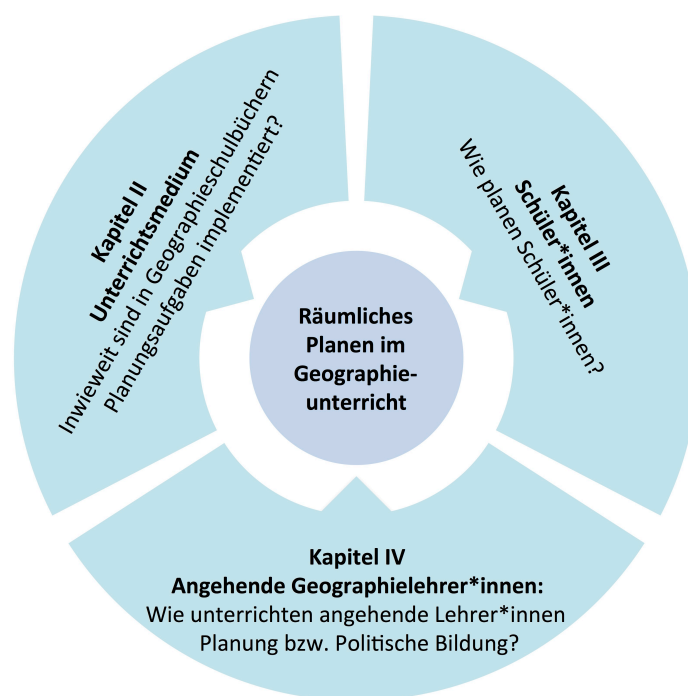 Kapitel II
Unterrichtsmedium
Inwieweit sind in Geographieschulbüchern
Planungsaufgaben implementiert?
Kapitel III
Schüler*innen
Wie planen Schüler*innen?
Räumliches
Planen im
Geographie-
unterricht
Kapitel IV
Angehende Geographielehrer*innen:
Wie unterrichten angehende Lehrer*innen
Planung bzw. Politische Bildung?